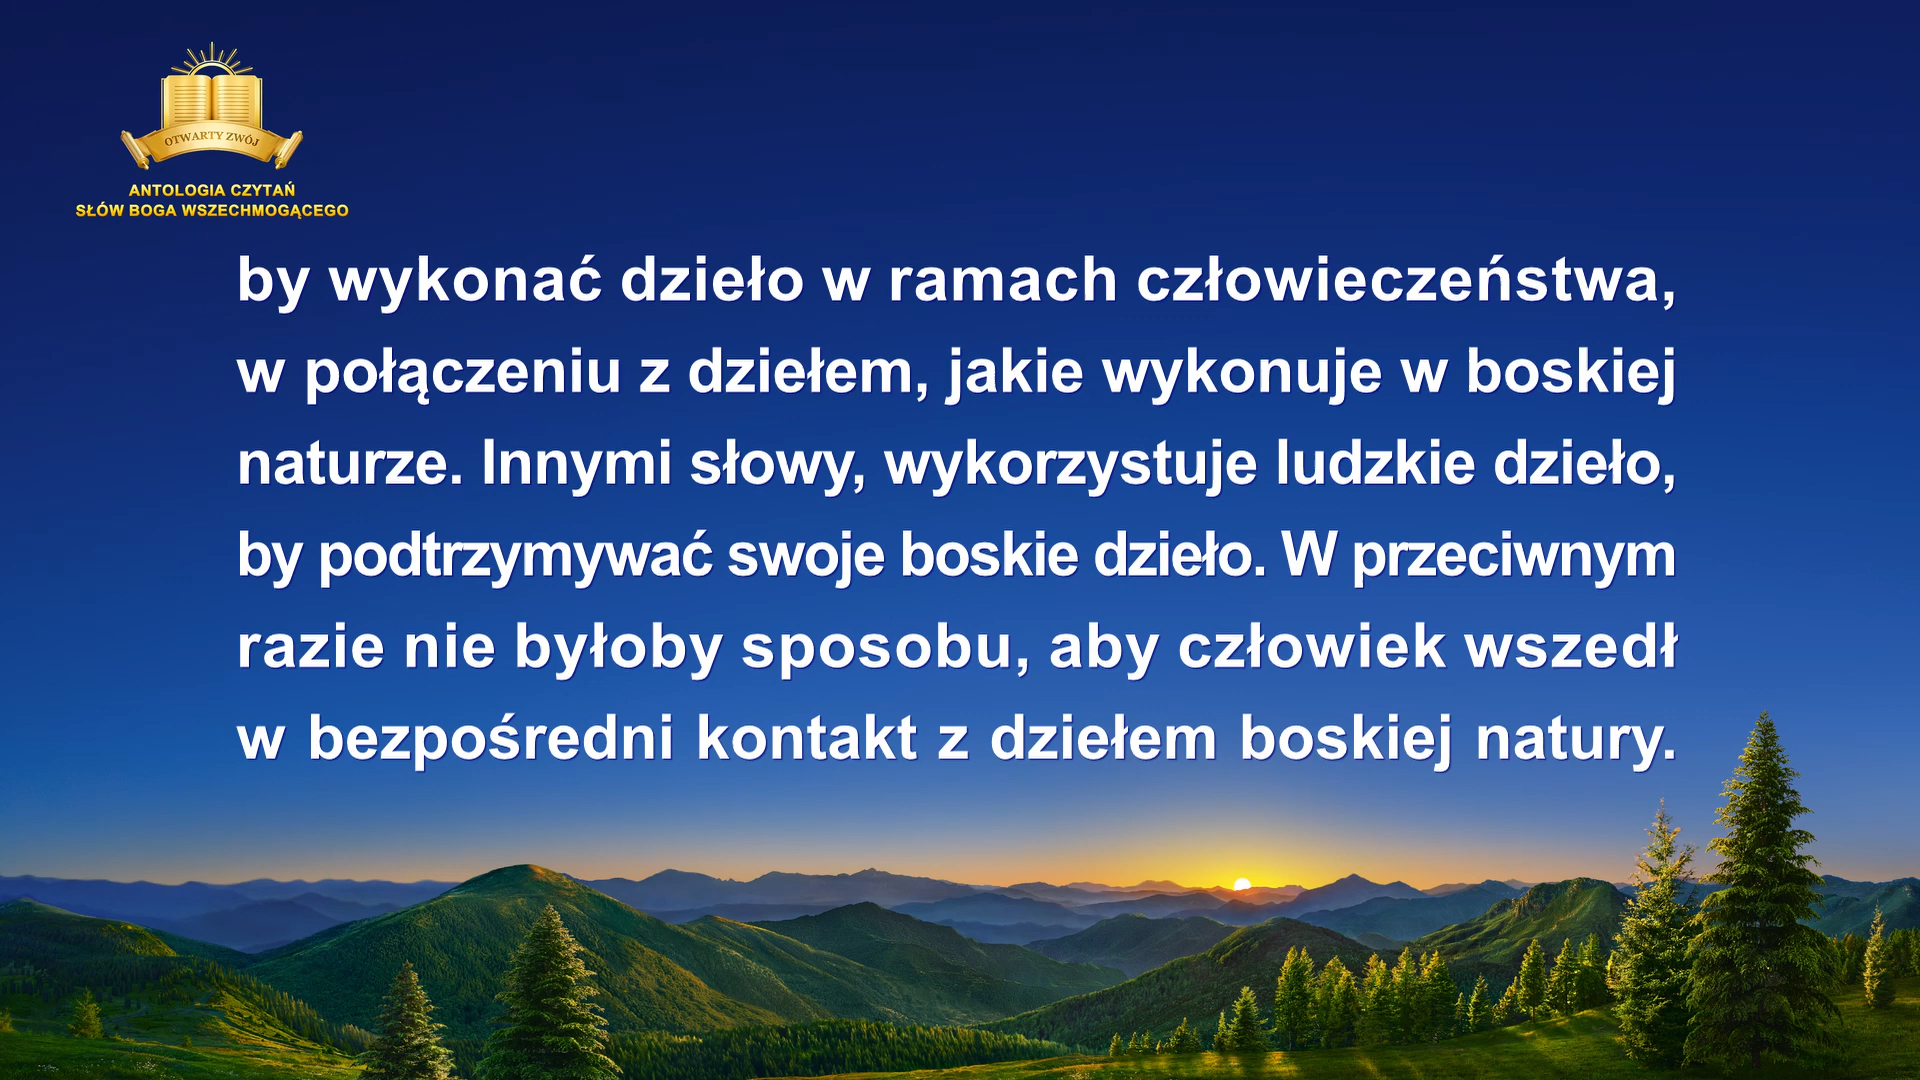 OTWARTY ZWÓJ
ANTOLOGIA CZYTAŃ
SŁÓW BOGA WSZECHMOGĄCEGO
by wykonać dzieło w ramach człowieczeństwa,
w połączeniu z dziełem, jakie wykonuje w boskiej
naturze. Innymi słowy, wykorzystuje ludzkie dzieło,
by podtrzymywać swoje boskie dzieło. W przeciwnym
razie nie byłoby sposobu, aby człowiek wszedł
w bezpośredni kontakt z dziełem boskiej natury.